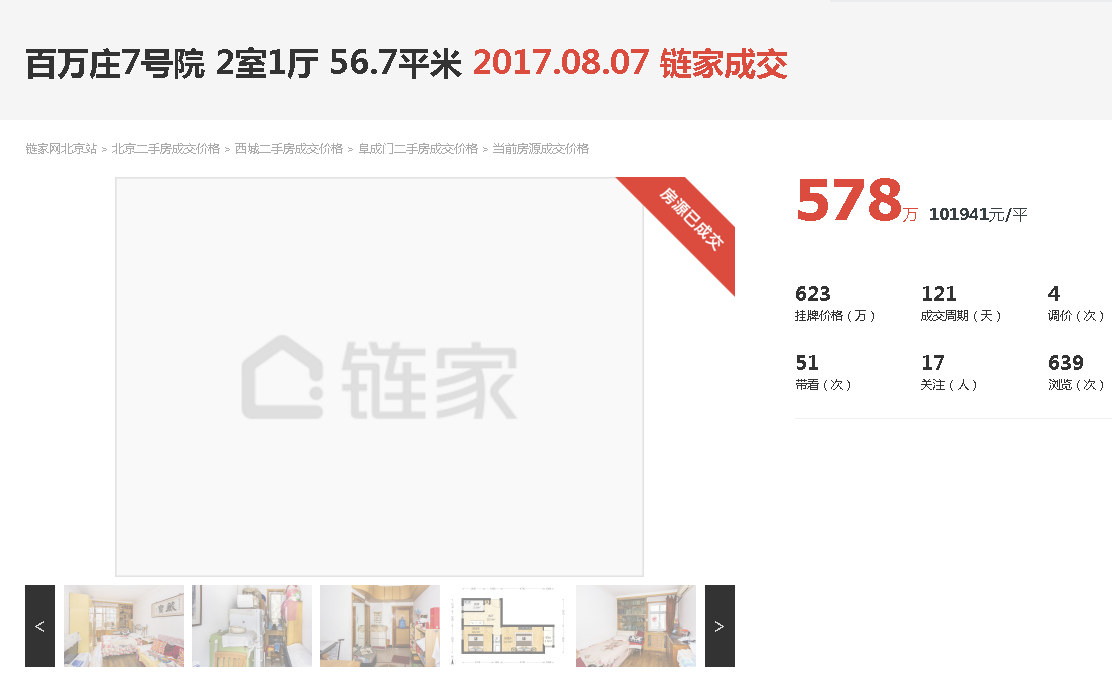 百万庄7号院 2室1厅 56.7平米 2017.08.07 链家成交
链家网北京站 > 北京二手房成交价格 > 西城二手房成交价格 > 阜成门二手房成交价格 > 当前房源成交价格
房源已成交
578万 101941元/平
623 121 4
挂牌价格（万） 成交周期（天） 调价（次）
51 17 639
带看（次） 关注（人） 浏览（次）
链家
< >